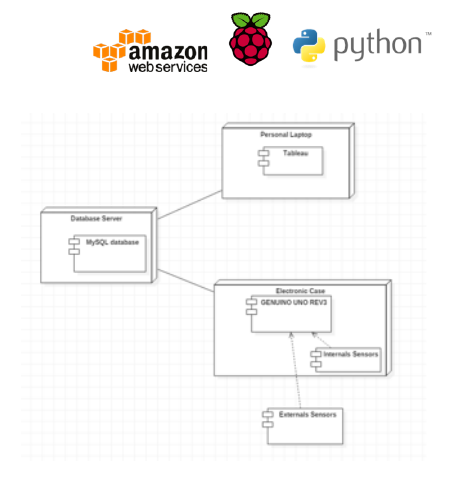 amazon
webservices
python™
Personal Laptop
Tableau
Database Server
MySQL database
Electronic Case
GENUINO UNO REV3
Internals Sensors
Externals Sensors